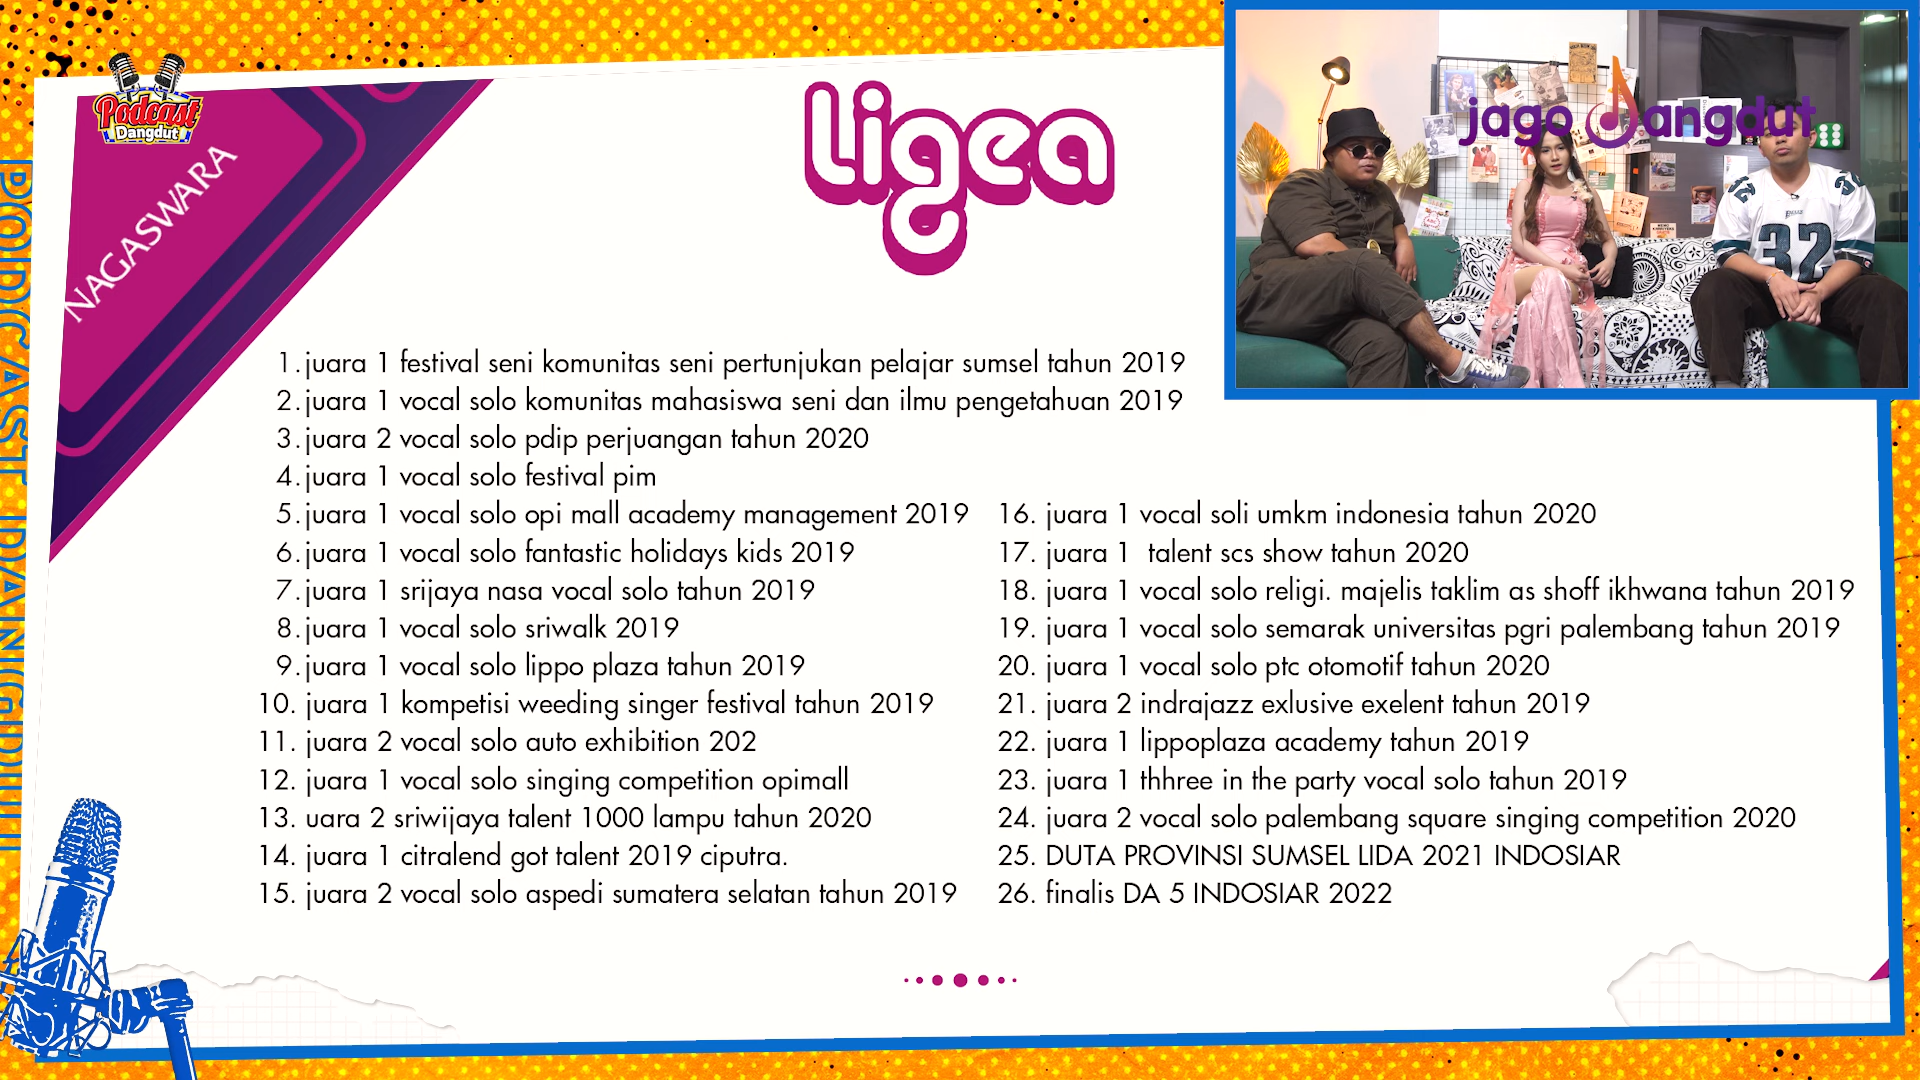 Podcast
Dangdut
NAGASWARA
Ligea
jago dangdut
32
32
32
PODCAST DANGDUT
1. juara 1 festival seni komunitas seni pertunjukan pelajar sumsel tahun 2019
2. juara 1 vocal solo komunitas mahasiswa seni dan ilmu pengetahuan 2019
3. juara 2 vocal solo pdip perjuangan tahun 2020
4. juara 1 vocal solo festival pim
5. juara 1 vocal solo opi mall academy management 2019
6. juara 1 vocal solo fantastic holidays kids 2019
7. juara 1 srijaya nasa vocal solo tahun 2019
8. juara 1 vocal solo sriwalk 2019
9. juara 1 vocal solo lippo plaza tahun 2019
10. juara 1 kompetisi weeding singer festival tahun 2019
11. juara 2 vocal solo auto exhibition 202
12. juara 1 vocal solo singing competition opimall
13. uara 2 sriwijaya talent 1000 lampu tahun 2020
14. juara 1 citralend got talent 2019 ciputra.
15. juara 2 vocal solo aspedi sumatera selatan tahun 2019
16. juara 1 vocal soli umkm indonesia tahun 2020
17. juara 1  talent scs show tahun 2020
18. juara 1 vocal solo religi. majelis taklim as shoff ikhwana tahun 2019
19. juara 1 vocal solo semarak universitas pgri palembang tahun 2019
20. juara 1 vocal solo ptc otomotif tahun 2020
21. juara 2 indrajazz exlusive exelent tahun 2019
22. juara 1 lippoplaza academy tahun 2019
23. juara 1 thhree in the party vocal solo tahun 2019
24. juara 2 vocal solo palembang square singing competition 2020
25. DUTA PROVINSI SUMSEL LIDA 2021 INDOSIAR
26. finalis DA 5 INDOSIAR 2022